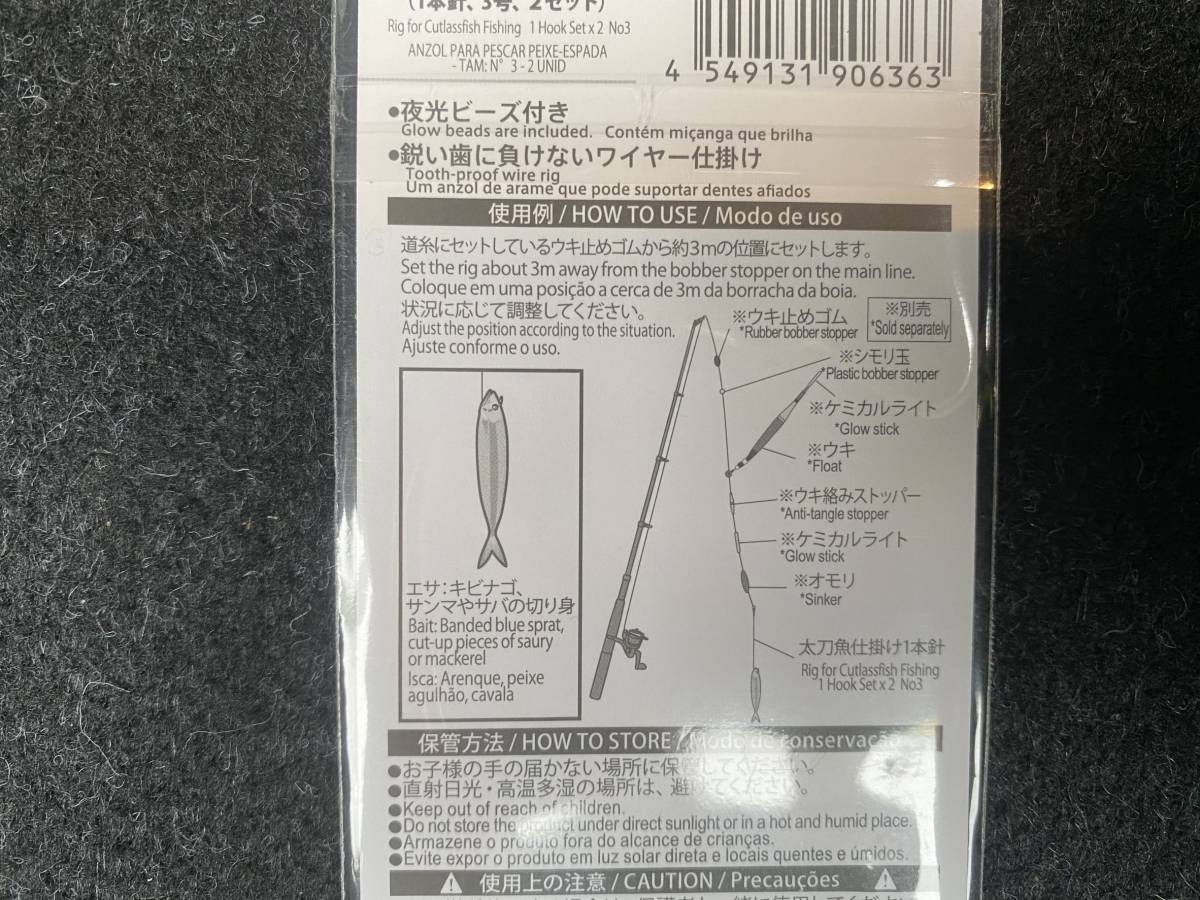 (1本針、3号、2セット)
Rig for Cutlassfish Fishing 1 Hook Set x 2 No3
ANZOL PARA PESCAR PEIXE-ESPADA
- TAM: N° 3 - 2 UNID
4 549131 906363
●夜光ビーズ付き
Glow beads are included. Contém miçanga que brilha
●鋭い歯に負けないワイヤー仕掛け
Tooth-proof wire rig
Um anzol de arame que pode suportar dentes afiados
使用例 / HOW TO USE / Modo de uso
道糸にセットしているウキ止めゴムから約3mの位置にセットします。
Set the rig about 3m away from the bobber stopper on the main line.
Coloque em uma posição a cerca de 3m da borracha da boia.
状況に応じて調整してください。
Adjust the position according to the situation.
Ajuste conforme o uso.
※ウキ止めゴム
*Rubber bobber stopper
※別売
*Sold separately
※シモリ玉
*Plastic bobber stopper
※ケミカルライト
*Glow stick
※ウキ
*Float
※ウキ絡みストッパー
*Anti-tangle stopper
※ケミカルライト
*Glow stick
※オモリ
*Sinker
太刀魚仕掛け1本針
Rig for Cutlassfish Fishing
1 Hook Set x 2 No3
エサ：キビナゴ、
サンマやサバの切り身
Bait: Banded blue sprat,
cut-up pieces of saury
or mackerel
Isca: Arenque, peixe
agulhão, cavala
保管方法 / HOW TO STORE / Modo de conservação
●お子様の手の届かない場所に保管してください。
●直射日光・高温多湿の場所は、避けてください。
●Keep out of reach of children.
●Do not store the product under direct sunlight or in a hot and humid place.
●Armazene o produto fora do alcance de crianças.
●Evite expor o produto em luz solar direta e locais quentes e úmidos.
⚠ 使用上の注意 / CAUTION / Precauções ⚠